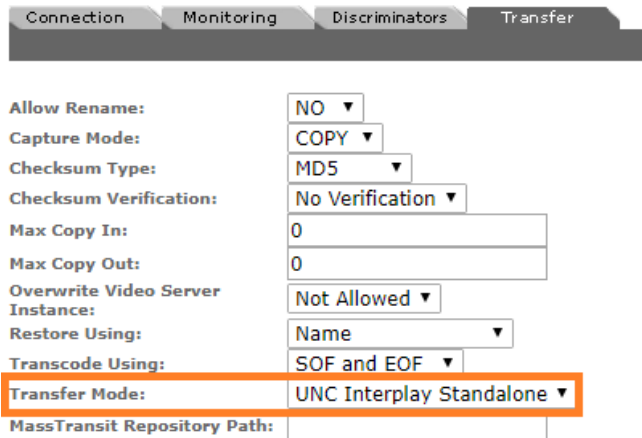 Connection Monitoring Discriminators Transfer
Allow Rename: NO
Capture Mode: COPY
Checksum Type: MD5
Checksum Verification: No Verification
Max Copy In: 0
Max Copy Out: 0
Overwrite Video Server
Instance: Not Allowed
Restore Using: Name
Transcode Using: SOF and EOF
Transfer Mode: UNC Interplay Standalone
MassTransit Repository Path: